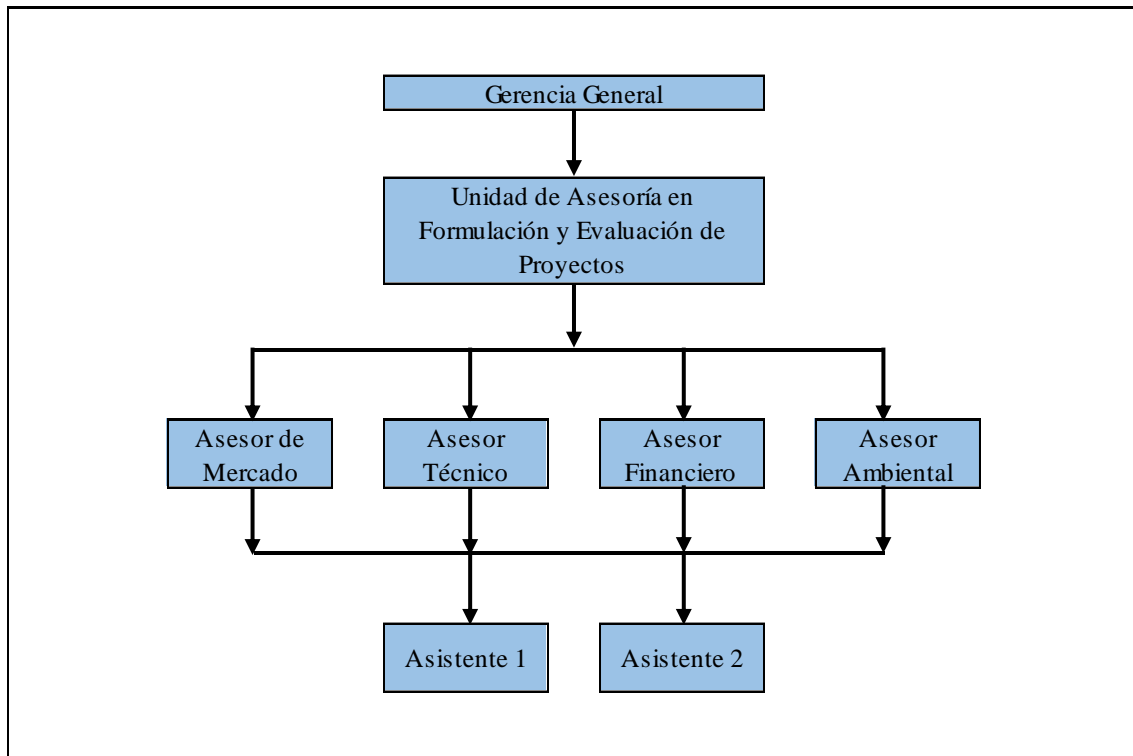 Gerencia General
Unidad de Asesoría en
Formulación y Evaluación de
Proyectos
Asesor de
Mercado
Asesor
Técnico
Asesor
Financiero
Asesor
Ambiental
Asistente 1
Asistente 2